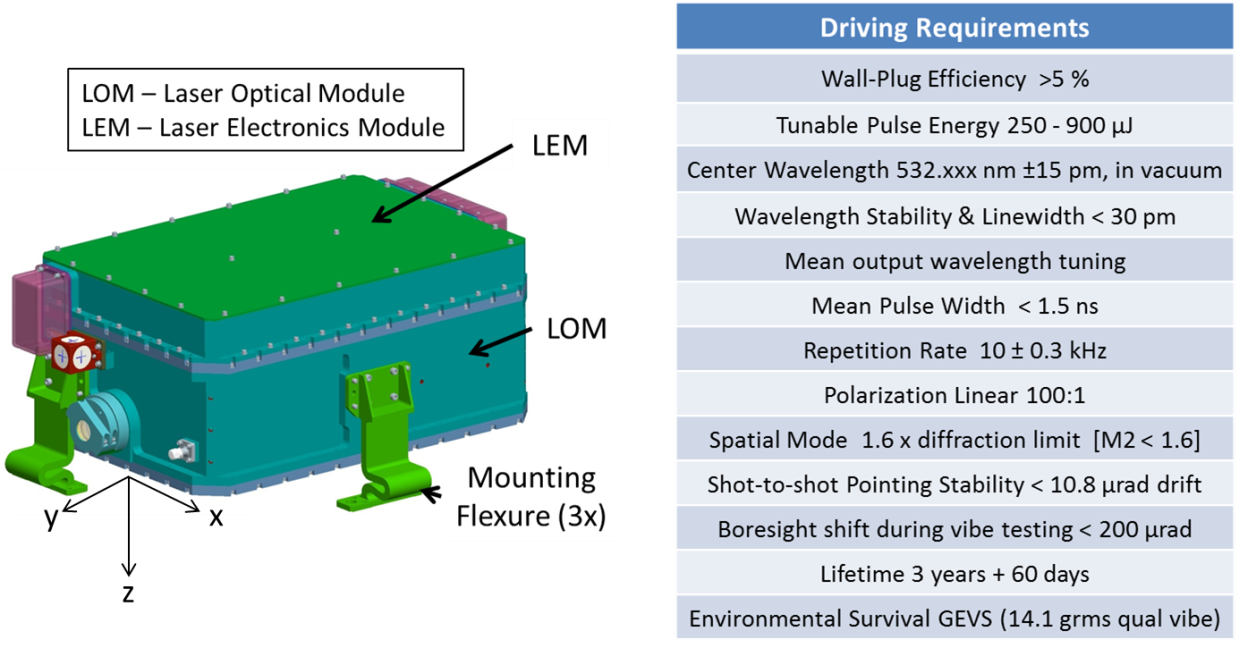 LOM – Laser Optical Module
LEM – Laser Electronics Module
LEM
LOM
Mounting
Flexure (3x)
y
x
z
Driving Requirements
Wall-Plug Efficiency >5 %
Tunable Pulse Energy 250 - 900 µJ
Center Wavelength 532.xxx nm ±15 pm, in vacuum
Wavelength Stability & Linewidth < 30 pm
Mean output wavelength tuning
Mean Pulse Width < 1.5 ns
Repetition Rate 10 ± 0.3 kHz
Polarization Linear 100:1
Spatial Mode 1.6 x diffraction limit [M2 < 1.6]
Shot-to-shot Pointing Stability < 10.8 µrad drift
Boresight shift during vibe testing < 200 µrad
Lifetime 3 years + 60 days
Environmental Survival GEVS (14.1 grms qual vibe)